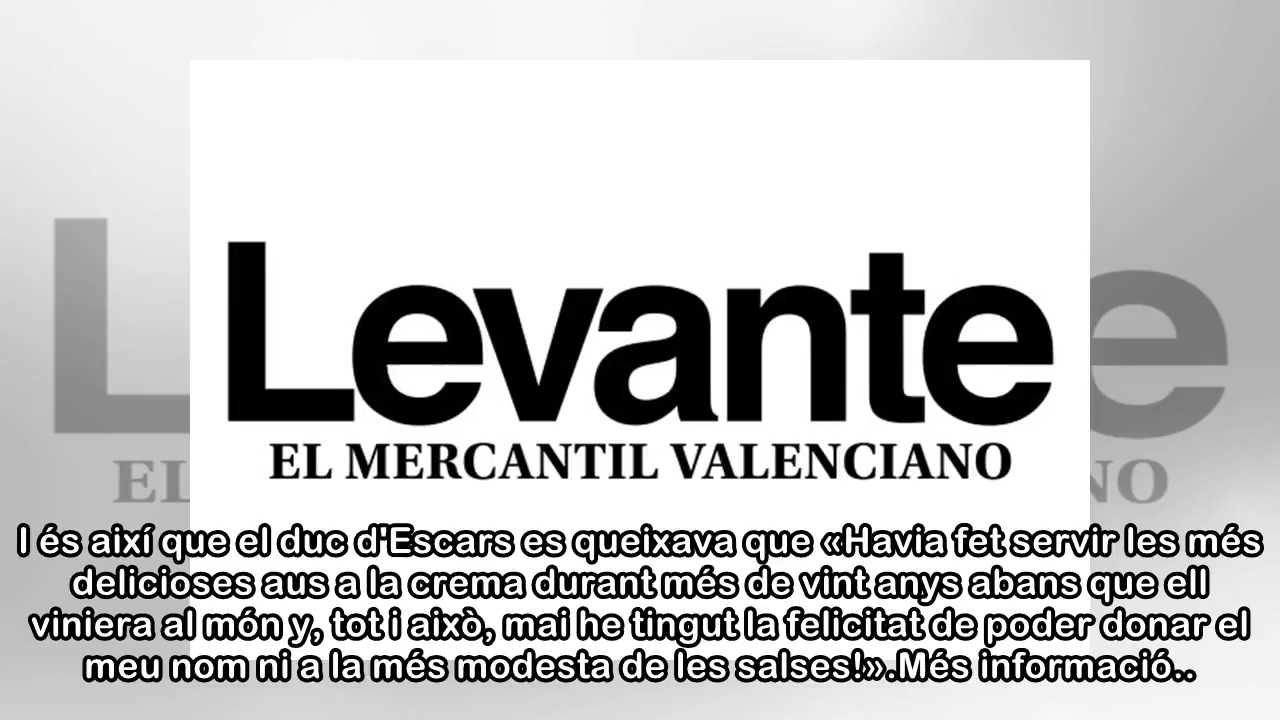 Levante
EL MERCANTIL VALENCIANO
I és així que el duc d'Escars es queixava que «Havia fet servir les més
delicioses aus a la crema durant més de vint anys abans que ell
viniera al món y, tot i això, mai he tingut la felicitat de poder donar el
meu nom ni a la més modesta de les salses!».Més informació..